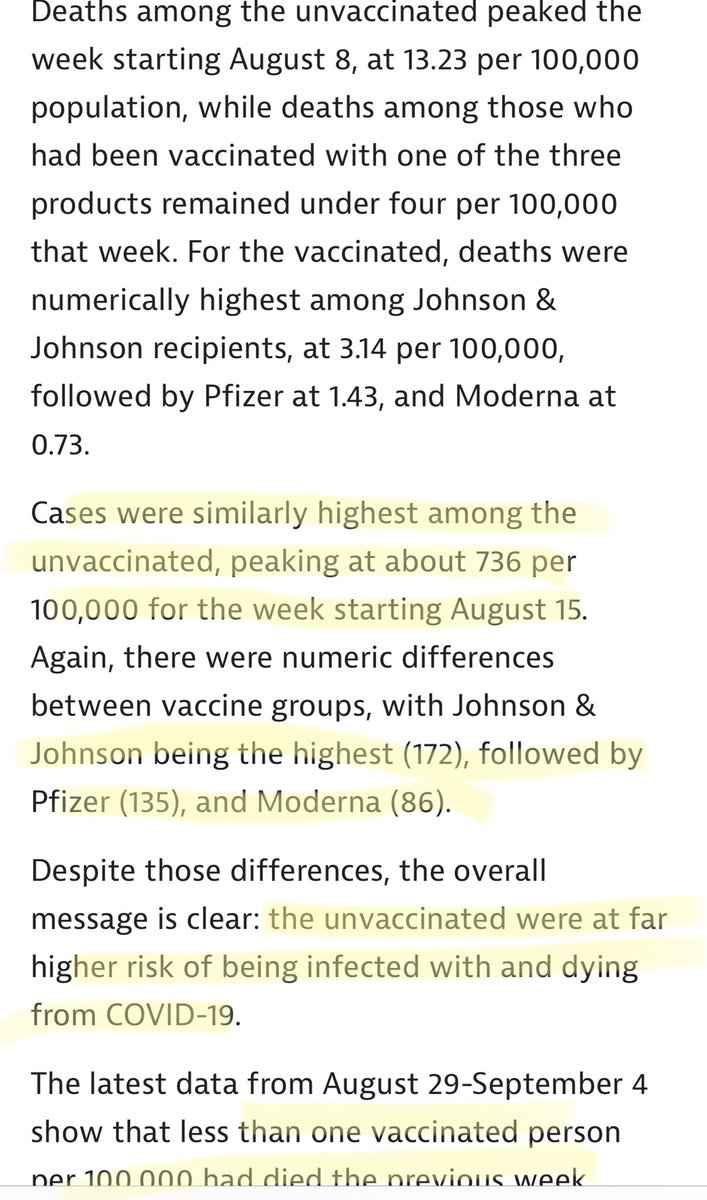 Deaths among the unvaccinated peaked the
week starting August 8, at 13.23 per 100,000
population, while deaths among those who
had been vaccinated with one of the three
products remained under four per 100,000
that week. For the vaccinated, deaths were
numerically highest among Johnson &
Johnson recipients, at 3.14 per 100,000,
followed by Pfizer at 1.43, and Moderna at
0.73.
Cases were similarly highest among the
unvaccinated, peaking at about 736 per
100,000 for the week starting August 15.
Again, there were numeric differences
between vaccine groups, with Johnson &
Johnson being the highest (172), followed by
Pfizer (135), and Moderna (86).
Despite those differences, the overall
message is clear: the unvaccinated were at far
higher risk of being infected with and dying
from COVID-19.
The latest data from August 29-September 4
show that less than one vaccinated person
per 100,000 had died the previous week